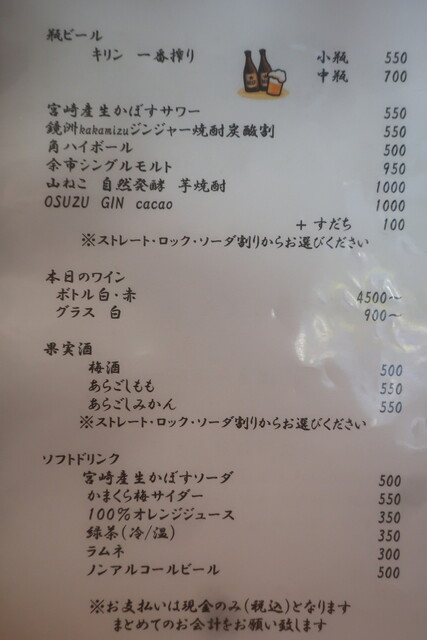 瓶ビール
キリン 一番搾り 小瓶 550
中瓶 700
宮崎産生かぼすサワー 550
鏡洲kakamizuジンジャー焼酎炭酸割 550
角ハイボール 500
余市シングルモルト 950
山ねこ 自然発酵 芋焼酎 1000
OSUZU GIN cacao 1000
+ すだち 100
※ストレート・ロック・ソーダ割りからお選びください
本日のワイン
ボトル白・赤 4500～
グラス 白 900～
果実酒
梅酒 500
あらごしもも 550
あらごしみかん 550
※ストレート・ロック・ソーダ割りからお選びください
ソフトドリンク
宮崎産生かぼすソーダ 500
かまくら梅サイダー 550
100%オレンジジュース 350
緑茶(冷/温) 350
ラムネ 300
ノンアルコールビール 500
※お支払いは現金のみ(税込)となります
まとめてのお会計をお願い致します